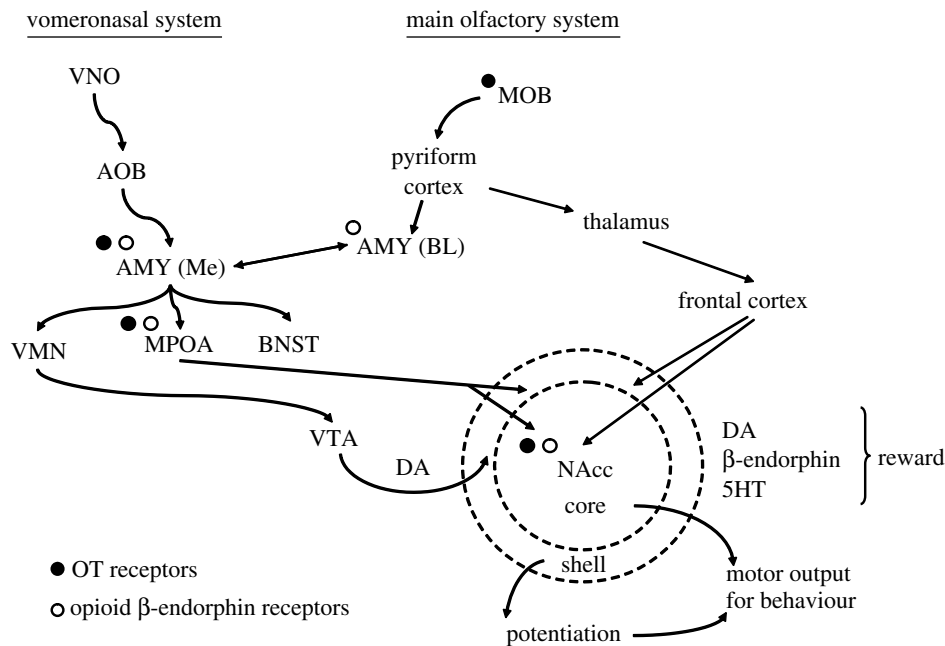 vomeronasal system
main olfactory system
VNO
MOB
AOB
pyriform
cortex
thalamus
AMY (Me)
AMY (BL)
frontal cortex
VMN
MPOA
BNST
VTA
DA
NAcc
core
shell
DA
β-endorphin
5HT
reward
OT receptors
opioid β-endorphin receptors
motor output
for behaviour
potentiation